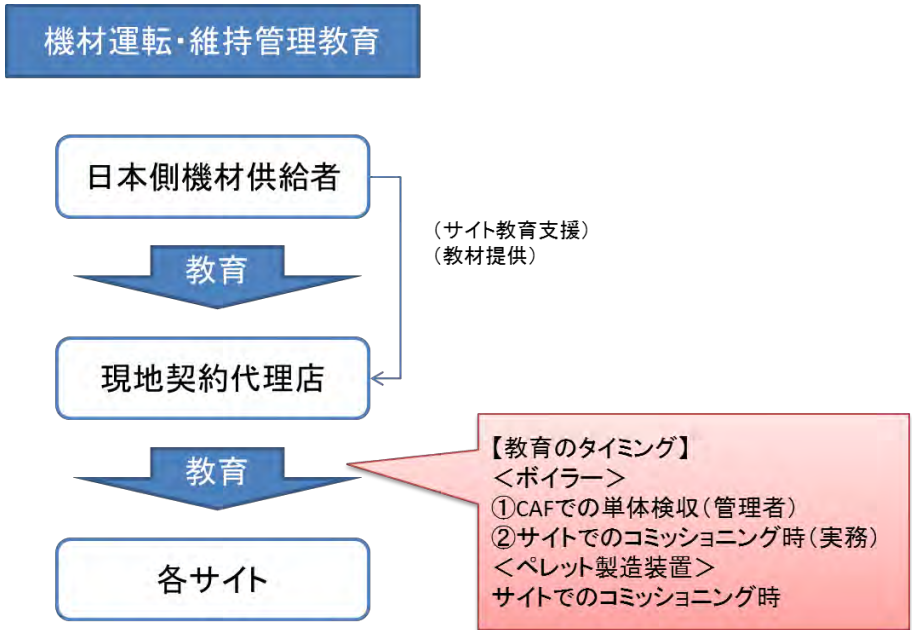 機材運転・維持管理教育
日本側機材供給者
(サイト教育支援)
(教材提供)
教育
現地契約代理店
教育
【教育のタイミング】
<ボイラー>
①CAFでの単体検収(管理者)
②サイトでのコミッショニング時(実務)
<ペレット製造装置>
サイトでのコミッショニング時
各サイト